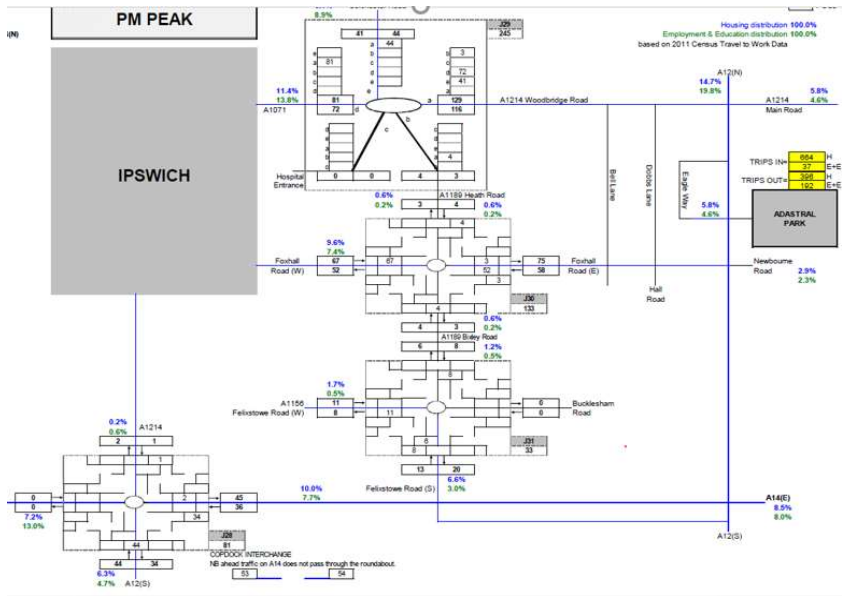 PM PEAK
8.9%
J29
245
Housing distribution 100.0%
Employment & Education distribution 100.0%
based on 2011 Census Travel to Work Data
41 44
a 44
b
c
d
e
81
b 3
c
d 72
e 41
A12(N)
14.7%
19.8%
11.4%
13.8%
81
72
129
116
a
b
c
d
A1071
A1214 Woodbridge Road
A1214
Main Road
5.8%
4.6%
IPSWICH
Hospital
Entrance
0 0
4
4 3
Bell Lane
Dobbs Lane
Eagle Way
TRIPS IN=
664 H
37 E+E
TRIPS OUT=
398 H
192 E+E
ADASTRAL
PARK
5.8%
4.6%
0.6%
0.2%
A1189 Heath Road
3 4
0.6%
0.2%
4
9.6%
7.4%
Foxhall
Road (W)
67
52
67
3
52
3
75
58
Foxhall
Road (E)
Newbourne
Road
2.9%
2.3%
Hall
Road
4
J30
133
4 3
0.6%
0.2%
A1189 Bixley Road
6 8
1.2%
0.5%
8
1.7%
0.5%
A1156
Felixstowe Road (W)
11
8
11
0
0
Bucklesham
Road
6
8
J31
33
13 20
6.6%
3.0%
Felixstowe Road (S)
0.2%
0.6%
A1214
2 1
1
0
0
7.2%
13.0%
2
34
45
36
10.0%
7.7%
A14(E)
8.5%
8.0%
44
J28
81
44 34
6.3%
4.7%
A12(S)
COPDOCK INTERCHANGE
NB ahead traffic on A14 does not pass through the roundabout.
53 54
A12(S)